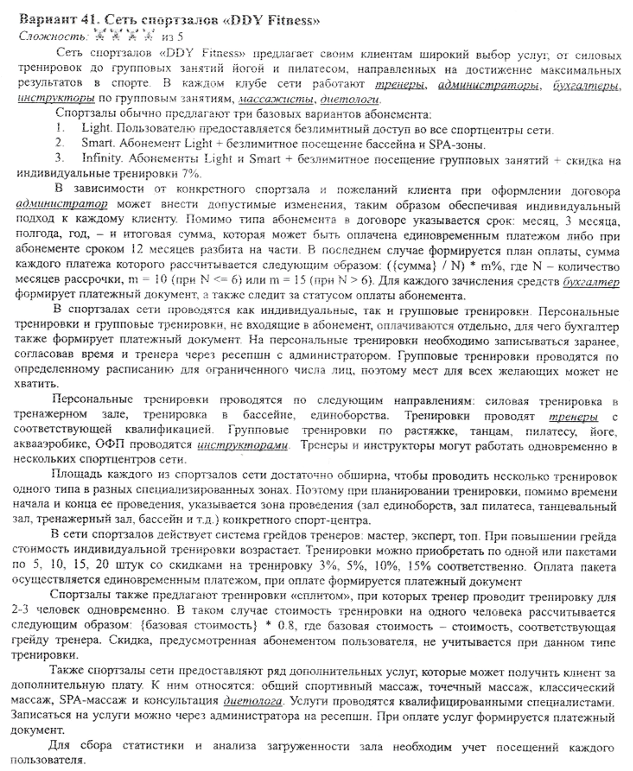 Вариант 41. Сеть спортзалов «DDY Fitness»
Сложность: из 5
Сеть спортзалов «DDY Fitness» предлагает своим клиентам широкий выбор услуг, от силовых
тренировок до групповых занятий йогой и пилатесом, направленных на достижение максимальных
результатов в спорте. В каждом клубе сети работают тренеры, администраторы, бухгалтеры,
инструкторы по групповым занятиям, массажисты, диетологи.
Спортзалы обычно предлагают три базовых вариантов абонемента:
1. Light. Пользователю предоставляется безлимитный доступ во все спортцентры сети.
2. Smart. Абонемент Light + безлимитное посещение бассейна и SPA-зоны.
3. Infinity. Абонементы Light и Smart + безлимитное посещение групповых занятий + скидка на
индивидуальные тренировки 7%.
В зависимости от конкретного спортзала и пожеланий клиента при оформлении договора
администратор может внести допустимые изменения, таким образом обеспечивая индивидуальный
подход к каждому клиенту. Помимо типа абонемента в договоре указывается срок: месяц, 3 месяца,
полгода, год, – и итоговая сумма, которая может быть оплачена единовременным платежом либо при
абонементе сроком 12 месяцев разбита на части. В последнем случае формируется план оплаты, сумма
каждого платежа которого рассчитывается следующим образом: ({сумма} / N) * m%, где N – количество
месяцев рассрочки, m = 10 (при N <= 6) или m = 15 (при N > 6). Для каждого зачисления средств бухгалтер
формирует платежный документ, а также следит за статусом оплаты абонемента.
В спортзалах сети проводятся как индивидуальные, так и групповые тренировки. Персональные
тренировки и групповые тренировки, не входящие в абонемент, оплачиваются отдельно, для чего бухгалтер
также формирует платежный документ. На персональные тренировки необходимо записываться заранее,
согласовав время и тренера через ресепшн с администратором. Групповые тренировки проводятся по
определенному расписанию для ограниченного числа лиц, поэтому мест для всех желающих может не
хватить.
Персональные тренировки проводятся по следующим направлениям: силовая тренировка в
тренажерном зале, тренировка в бассейне, единоборства. Тренировки проводят тренеры с
соответствующей квалификацией. Групповые тренировки по растяжке, танцам, пилатесу, йоге,
аквааэробике, ОФП проводятся инструкторами. Тренеры и инструкторы могут работать одновременно в
нескольких спортцентров сети.
Площадь каждого из спортзалов сети достаточно обширна, чтобы проводить несколько тренировок
одного типа в разных специализированных зонах. Поэтому при планировании тренировки, помимо времени
начала и конца ее проведения, указывается зона проведения (зал единоборств, зал пилатеса, танцевальный
зал, тренажерный зал, бассейн и т.д.) конкретного спорт-центра.
В сети спортзалов действует система грейдов тренеров: мастер, эксперт, топ. При повышении грейда
стоимость индивидуальной тренировки возрастает. Тренировки можно приобретать по одной или пакетами
по 5, 10, 15, 20 штук со скидками на тренировку 3%, 5%, 10%, 15% соответственно. Оплата пакета
осуществляется единовременным платежом, при оплате формируется платежный документ
Спортзалы также предлагают тренировки «сплитом», при которых тренер проводит тренировку для
2-3 человек одновременно. В таком случае стоимость тренировки на одного человека рассчитывается
следующим образом: {базовая стоимость} * 0.8, где базовая стоимость – стоимость, соответствующая
грейду тренера. Скидка, предусмотренная абонементом пользователя, не учитывается при данном типе
тренировки.
Также спортзалы сети предоставляют ряд дополнительных услуг, которые может получить клиент за
дополнительную плату. К ним относятся: общий спортивный массаж, точечный массаж, классический
массаж, SPA-массаж и консультация диетолога. Услуги проводятся квалифицированными специалистами.
Записаться на услуги можно через администратора на ресепшн. При оплате услуг формируется платежный
документ.
Для сбора статистики и анализа загруженности зала необходим учет посещений каждого
пользователя.